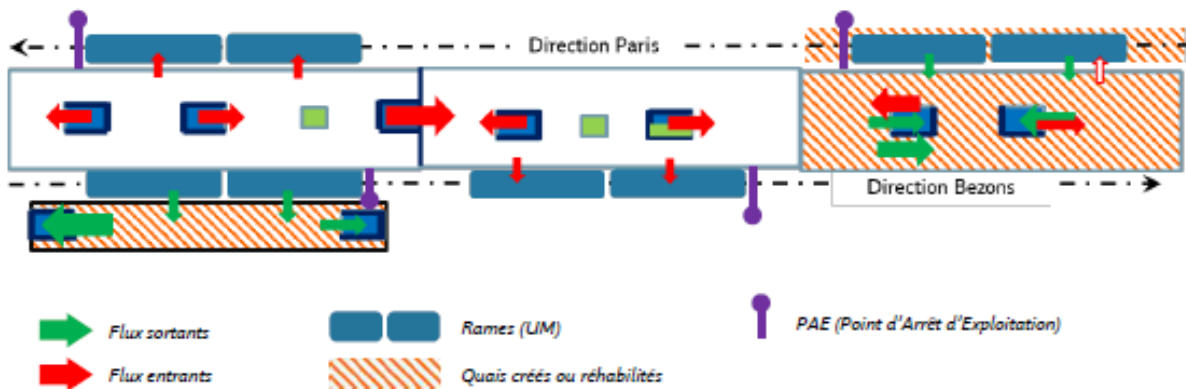 Direction Paris
Direction Bezons
Flux sortants
Rames (UM)
PAE (Point d'Arrêt d'Exploitation)
Flux entrants
Quais créés ou réhabilités